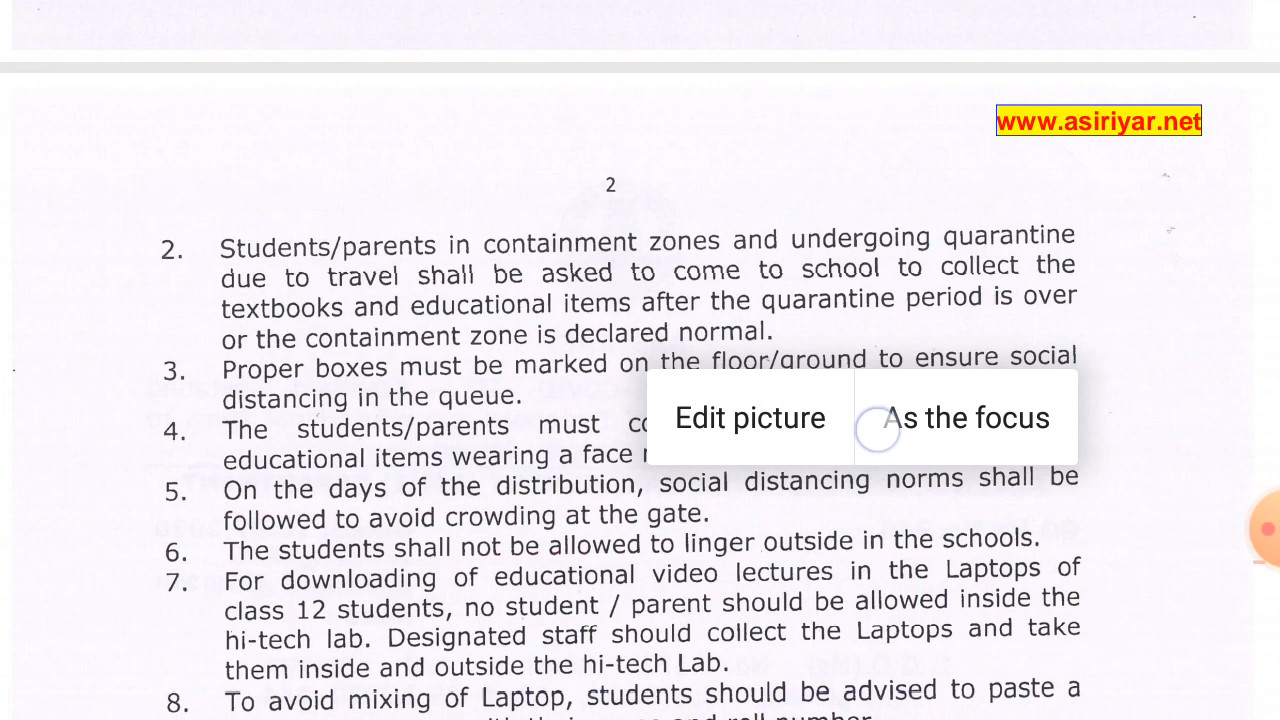 www.asiriyar.net
2
2. Students/parents in containment zones and undergoing quarantine
due to travel shall be asked to come to school to collect the
textbooks and educational items after the quarantine period is over
or the containment zone is declared normal.
3. Proper boxes must be marked on the floor/ground to ensure social
distancing in the queue.
4. The students/parents must
educational items wearing a face
Edit picture As the focus
5. On the days of the distribution, social distancing norms shall be
followed to avoid crowding at the gate.
6. The students shall not be allowed to linger outside in the schools.
7. For downloading of educational video lectures in the Laptops of
class 12 students, no student / parent should be allowed inside the
hi-tech lab. Designated staff should collect the Laptops and take
them inside and outside the hi-tech Lab.
8. To avoid mixing of Laptop, students should be advised to paste a
and roll number